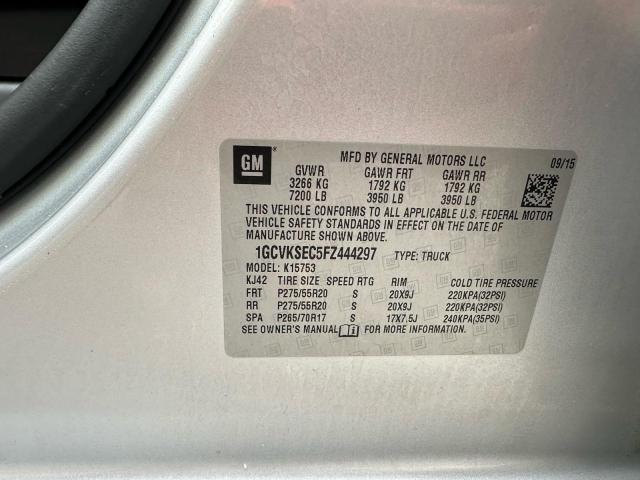 GM
MFD BY GENERAL MOTORS LLC 09/15
GVWR GAWR FRT GAWR RR
3266 KG 1792 KG 1792 KG
7200 LB 3950 LB 3950 LB
THIS VEHICLE CONFORMS TO ALL APPLICABLE U.S. FEDERAL MOTOR
VEHICLE SAFETY STANDARDS IN EFFECT ON THE DATE OF
MANUFACTURE SHOWN ABOVE.
1GCVKSEC5FZ444297 TYPE: TRUCK
MODEL: K15753
KJ42 TIRE SIZE SPEED RTG RIM COLD TIRE PRESSURE
FRT P275/55R20 S 20X9J 220KPA(32PSI)
RR P275/55R20 S 20X9J 220KPA(32PSI)
SPA P265/70R17 S 17X7.5J 240KPA(35PSI)
SEE OWNER'S MANUAL FOR MORE INFORMATION.